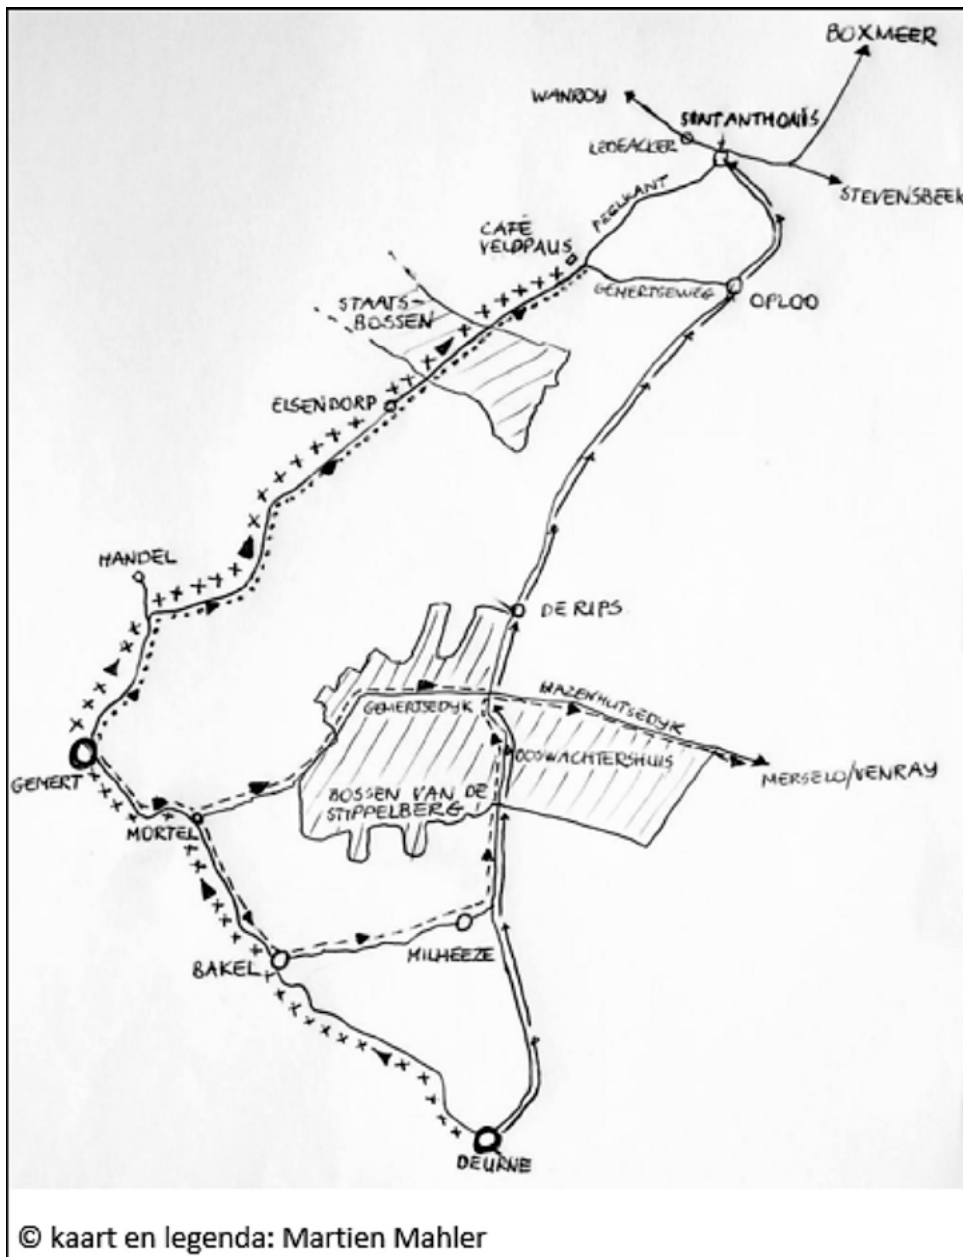 BOXMEER
WANROY
SINT ANTHONIS
LEDEACKER
STEVENSBEEK
PEELKANT
CAFÉ
VELDPAUS
GEMERTSEWEG
OPLOO
STAATS-
BOSSEN
ELSENDORP
HANDEL
DE RIPS
GEMERTSEDYK
HAZENHUTSEDYK
BOSWACHTERSHUIS
MERSELO/VENRAY
GEMERT
BOSSEN VAN DE
STIPPELBERG
MORTEL
MILHEEZE
BAKEL
DEURNE
© kaart en legenda: Martien Mahler